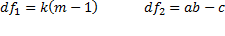 df₁ = k(m − 1) df₂ = ab − c